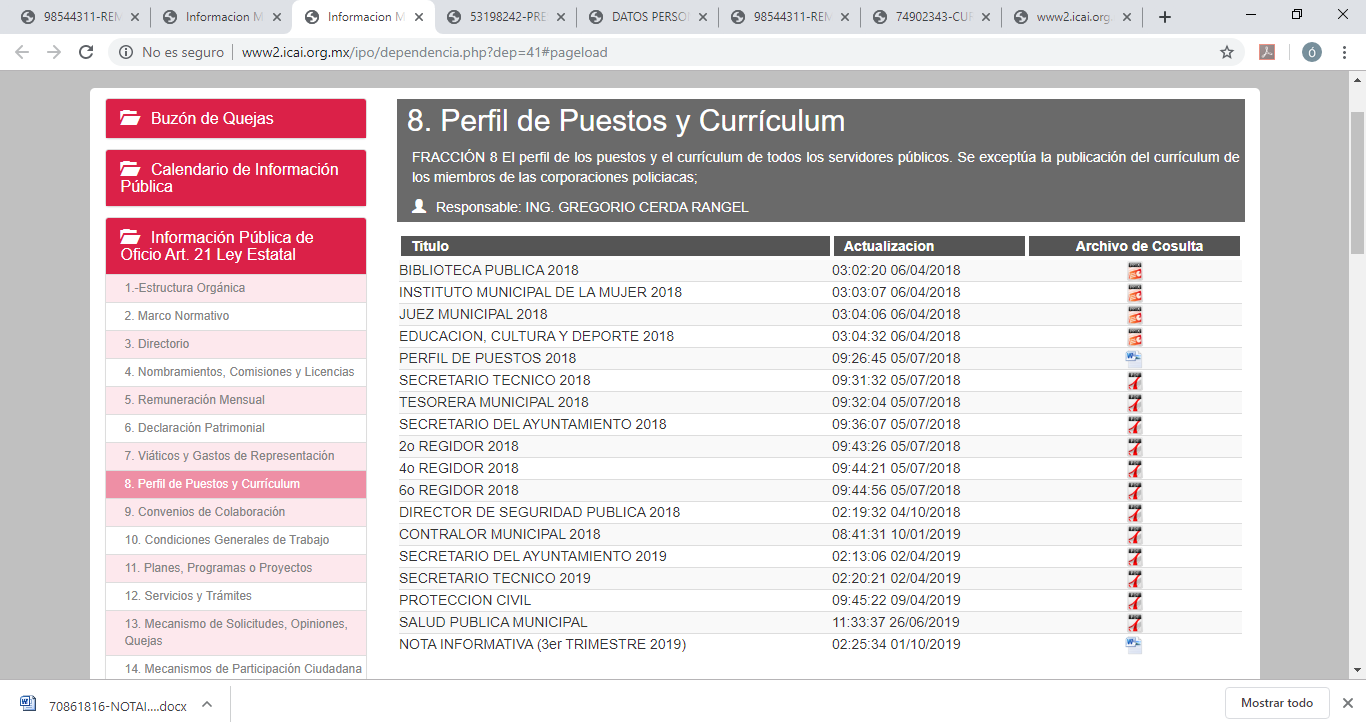 98544311-REM
Informacion M
Informacion M
53198242-PRE
DATOS PERSO
98544311-REM
74902343-CUR
www2.icai.org.
No es seguro
www2.icai.org.mx/ipo/dependencia.php?dep=41#pageload
ó
Buzón de Quejas
Calendario de Información
Pública
Información Pública de
Oficio Art. 21 Ley Estatal
1.-Estructura Orgánica
2. Marco Normativo
3. Directorio
4. Nombramientos, Comisiones y Licencias
5. Remuneración Mensual
6. Declaración Patrimonial
7. Viáticos y Gastos de Representación
8. Perfil de Puestos y Currículum
9. Convenios de Colaboración
10. Condiciones Generales de Trabajo
11. Planes, Programas o Proyectos
12. Servicios y Trámites
13. Mecanismo de Solicitudes, Opiniones,
Quejas
14. Mecanismos de Participación Ciudadana
8. Perfil de Puestos y Currículum
FRACCIÓN 8 El perfil de los puestos y el currículum de todos los servidores públicos. Se exceptúa la publicación del currículum de
los miembros de las corporaciones policiacas;
Responsable: ING. GREGORIO CERDA RANGEL
Título Actualizacion Archivo de Cosulta
BIBLIOTECA PUBLICA 2018 03:02:20 06/04/2018
INSTITUTO MUNICIPAL DE LA MUJER 2018 03:03:07 06/04/2018
JUEZ MUNICIPAL 2018 03:04:06 06/04/2018
EDUCACION, CULTURA Y DEPORTE 2018 03:04:32 06/04/2018
PERFIL DE PUESTOS 2018 09:26:45 05/07/2018
SECRETARIO TECNICO 2018 09:31:32 05/07/2018
TESORERA MUNICIPAL 2018 09:32:04 05/07/2018
SECRETARIO DEL AYUNTAMIENTO 2018 09:36:07 05/07/2018
2o REGIDOR 2018 09:43:26 05/07/2018
4o REGIDOR 2018 09:44:21 05/07/2018
6o REGIDOR 2018 09:44:56 05/07/2018
DIRECTOR DE SEGURIDAD PUBLICA 2018 02:19:32 04/10/2018
CONTRALOR MUNICIPAL 2018 08:41:31 10/01/2019
SECRETARIO DEL AYUNTAMIENTO 2019 02:13:06 02/04/2019
SECRETARIO TECNICO 2019 02:20:21 02/04/2019
PROTECCION CIVIL 09:45:22 09/04/2019
SALUD PUBLICA MUNICIPAL 11:33:37 26/06/2019
NOTA INFORMATIVA (3er TRIMESTRE 2019) 02:25:34 01/10/2019
70861816-NOTAI....docx
Mostrar todo